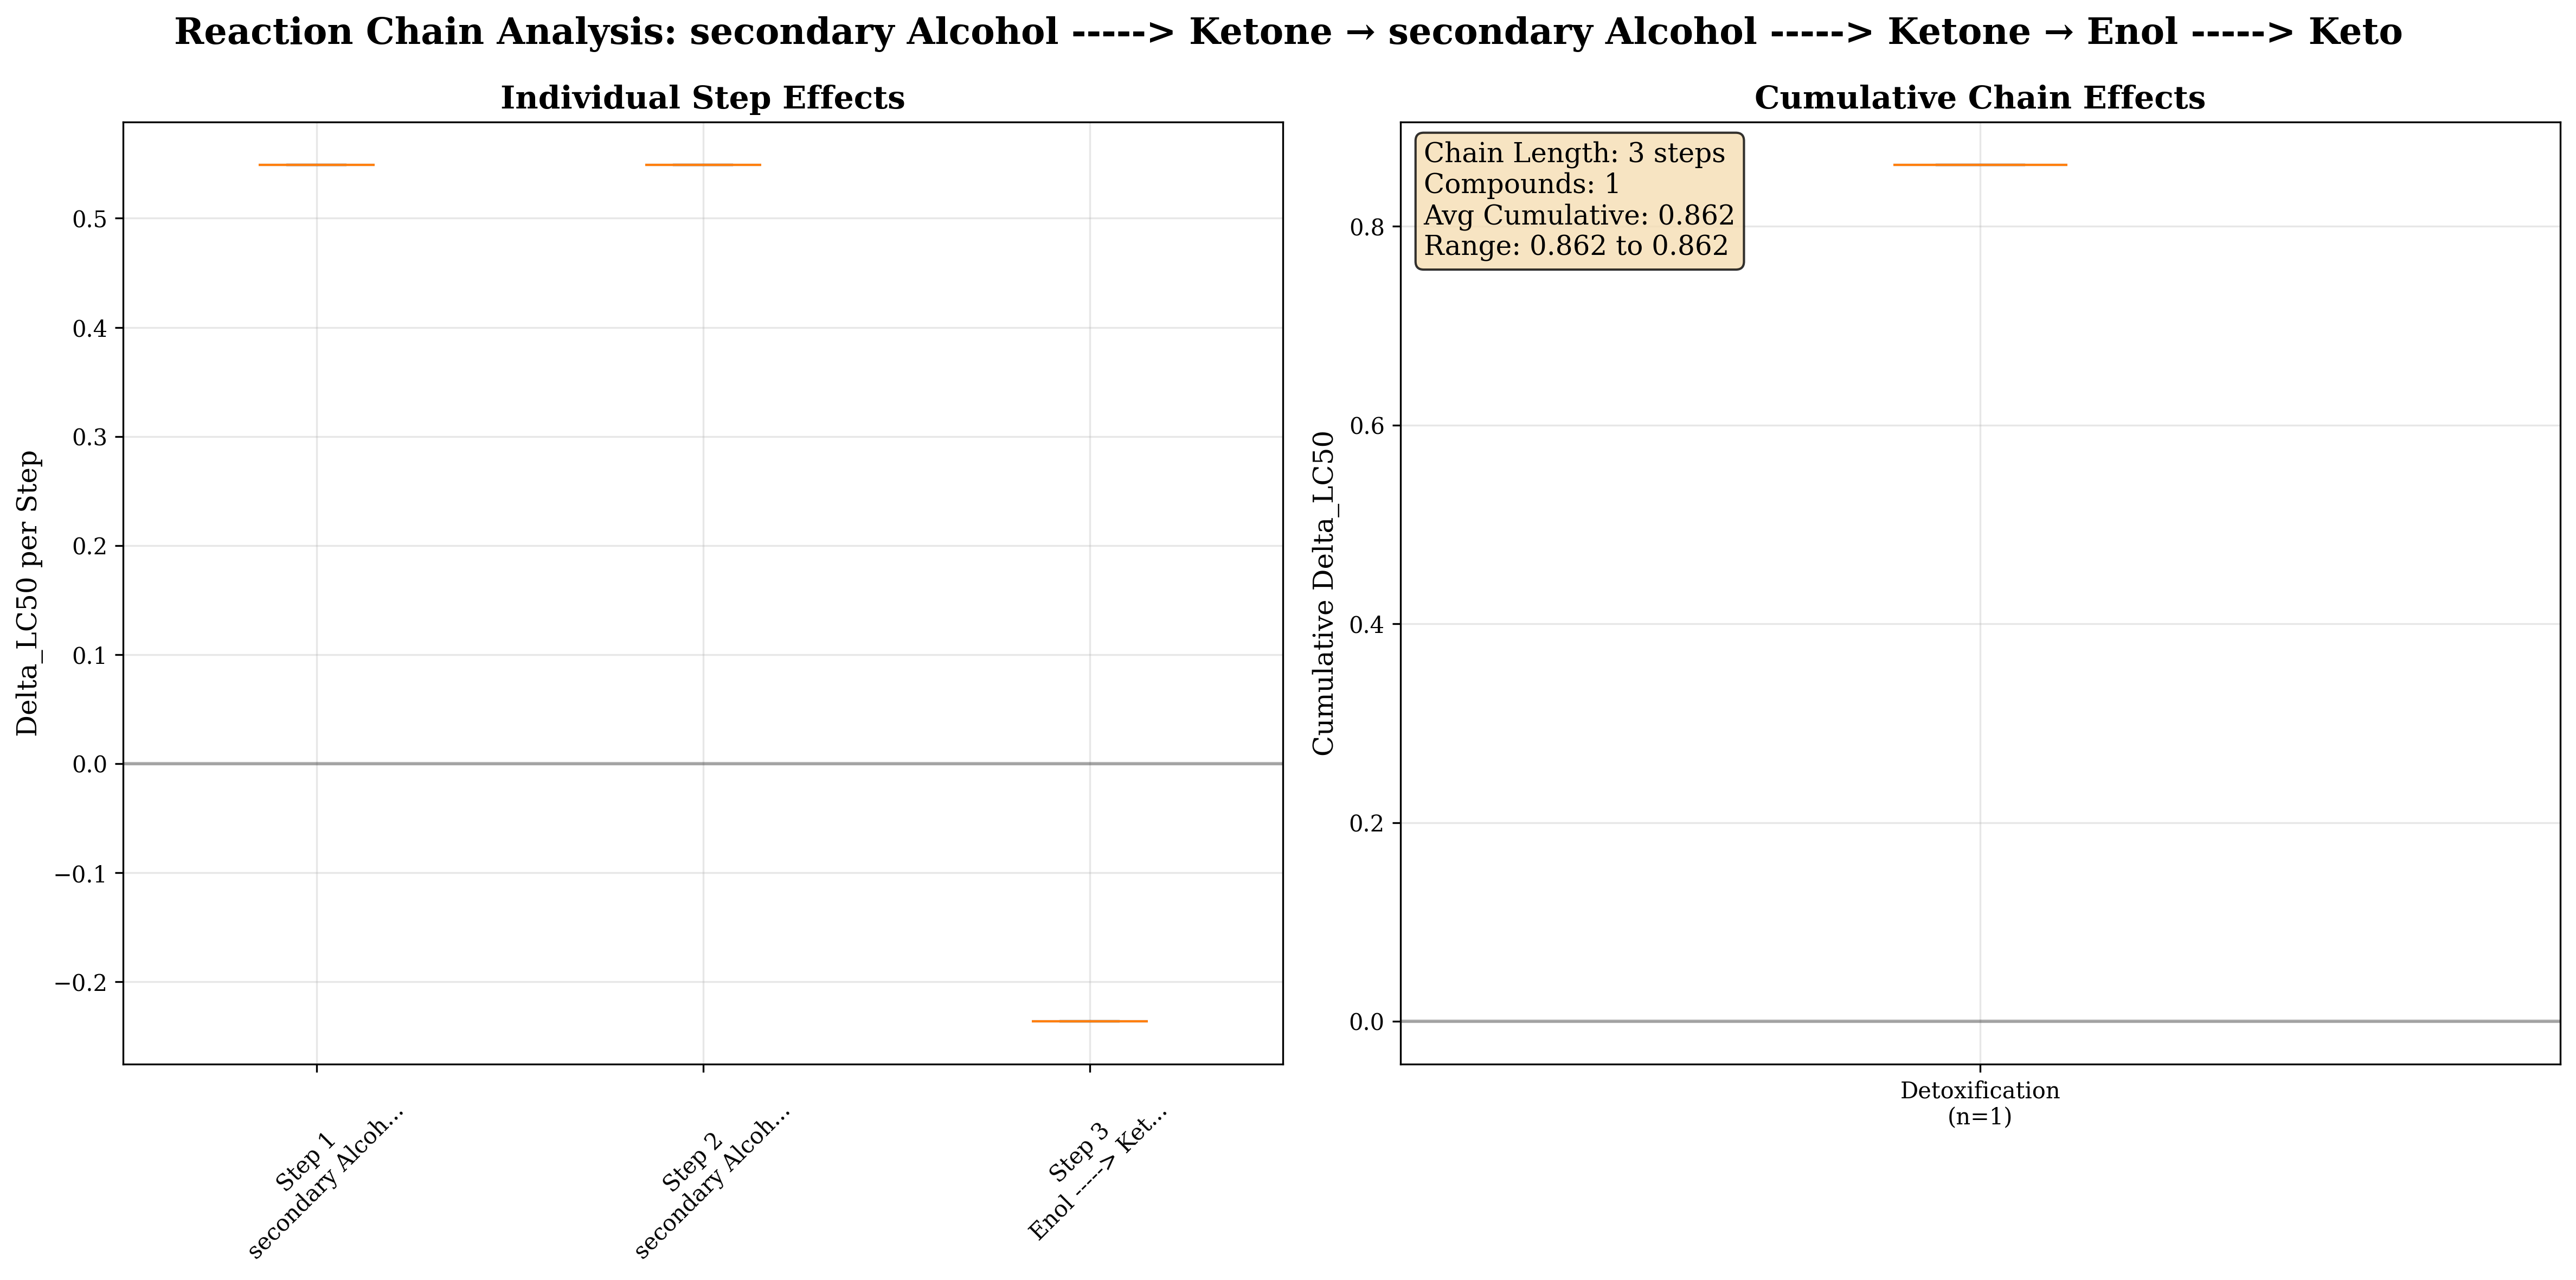 Reaction Chain Analysis: secondary Alcohol -----> Ketone → secondary Alcohol -----> Ketone → Enol -----> Keto
Individual Step Effects
Delta_LC50 per Step
0.5
0.4
0.3
0.2
0.1
0.0
−0.1
−0.2
Step 1
secondary Alcoh...
Step 2
secondary Alcoh...
Step 3
Enol -----> Ket...
Cumulative Chain Effects
Chain Length: 3 steps
Compounds: 1
Avg Cumulative: 0.862
Range: 0.862 to 0.862
Cumulative Delta_LC50
0.8
0.6
0.4
0.2
0.0
Detoxification
(n=1)